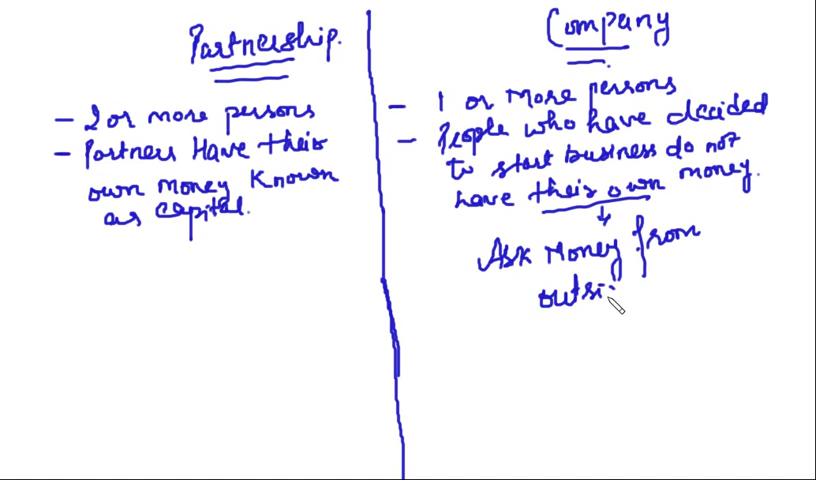 Partnership.
- 2 or more persons
- Partners Have their
own money Known
as capital.
Company
- 1 or More persons
- People who have decided
to start business do not
have their own money.
Ask Money from
outsi